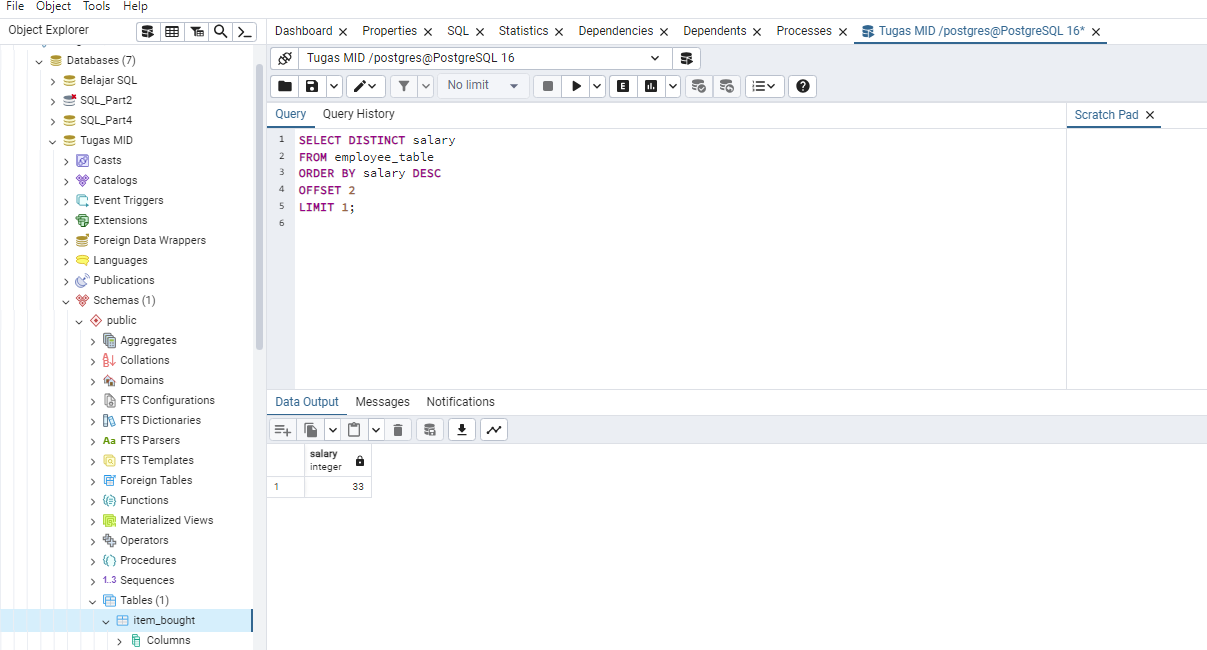 File Object Tools Help
Object Explorer
Databases (7)
Belajar SQL
SQL_Part2
SQL_Part4
Tugas MID
Casts
Catalogs
Event Triggers
Extensions
Foreign Data Wrappers
Languages
Publications
Schemas (1)
public
Aggregates
Collations
Domains
FTS Configurations
FTS Dictionaries
Aa FTS Parsers
FTS Templates
Foreign Tables
Functions
Materialized Views
Operators
Procedures
1..3 Sequences
Tables (1)
item_bought
Columns
Dashboard Properties SQL Statistics Dependencies Dependents Processes Tugas MID /postgres@PostgreSQL 16*
Tugas MID /postgres@PostgreSQL 16
No limit E
Query Query History
1 SELECT DISTINCT salary
2 FROM employee_table
3 ORDER BY salary DESC
4 OFFSET 2
5 LIMIT 1;
6
Scratch Pad
Data Output Messages Notifications
salary
integer
1 33